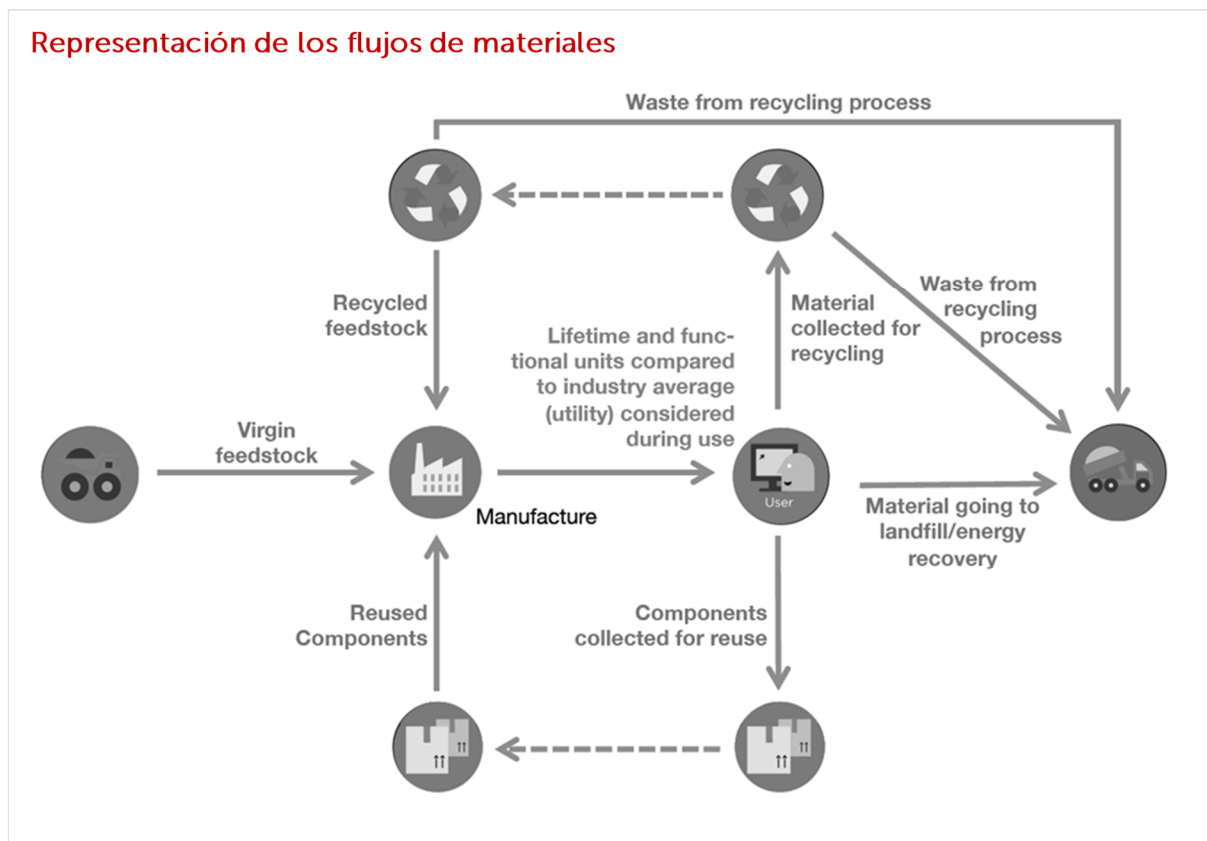 Representación de los flujos de materiales
Waste from recycling process
Recycled
feedstock
Material
collected for
recycling
Waste from
recycling
process
Lifetime and func-
tional units compared
to industry average
(utility) considered
during use
Virgin
feedstock
Manufacture
User
Material going to
landfill/energy
recovery
Reused
Components
Components
collected for reuse